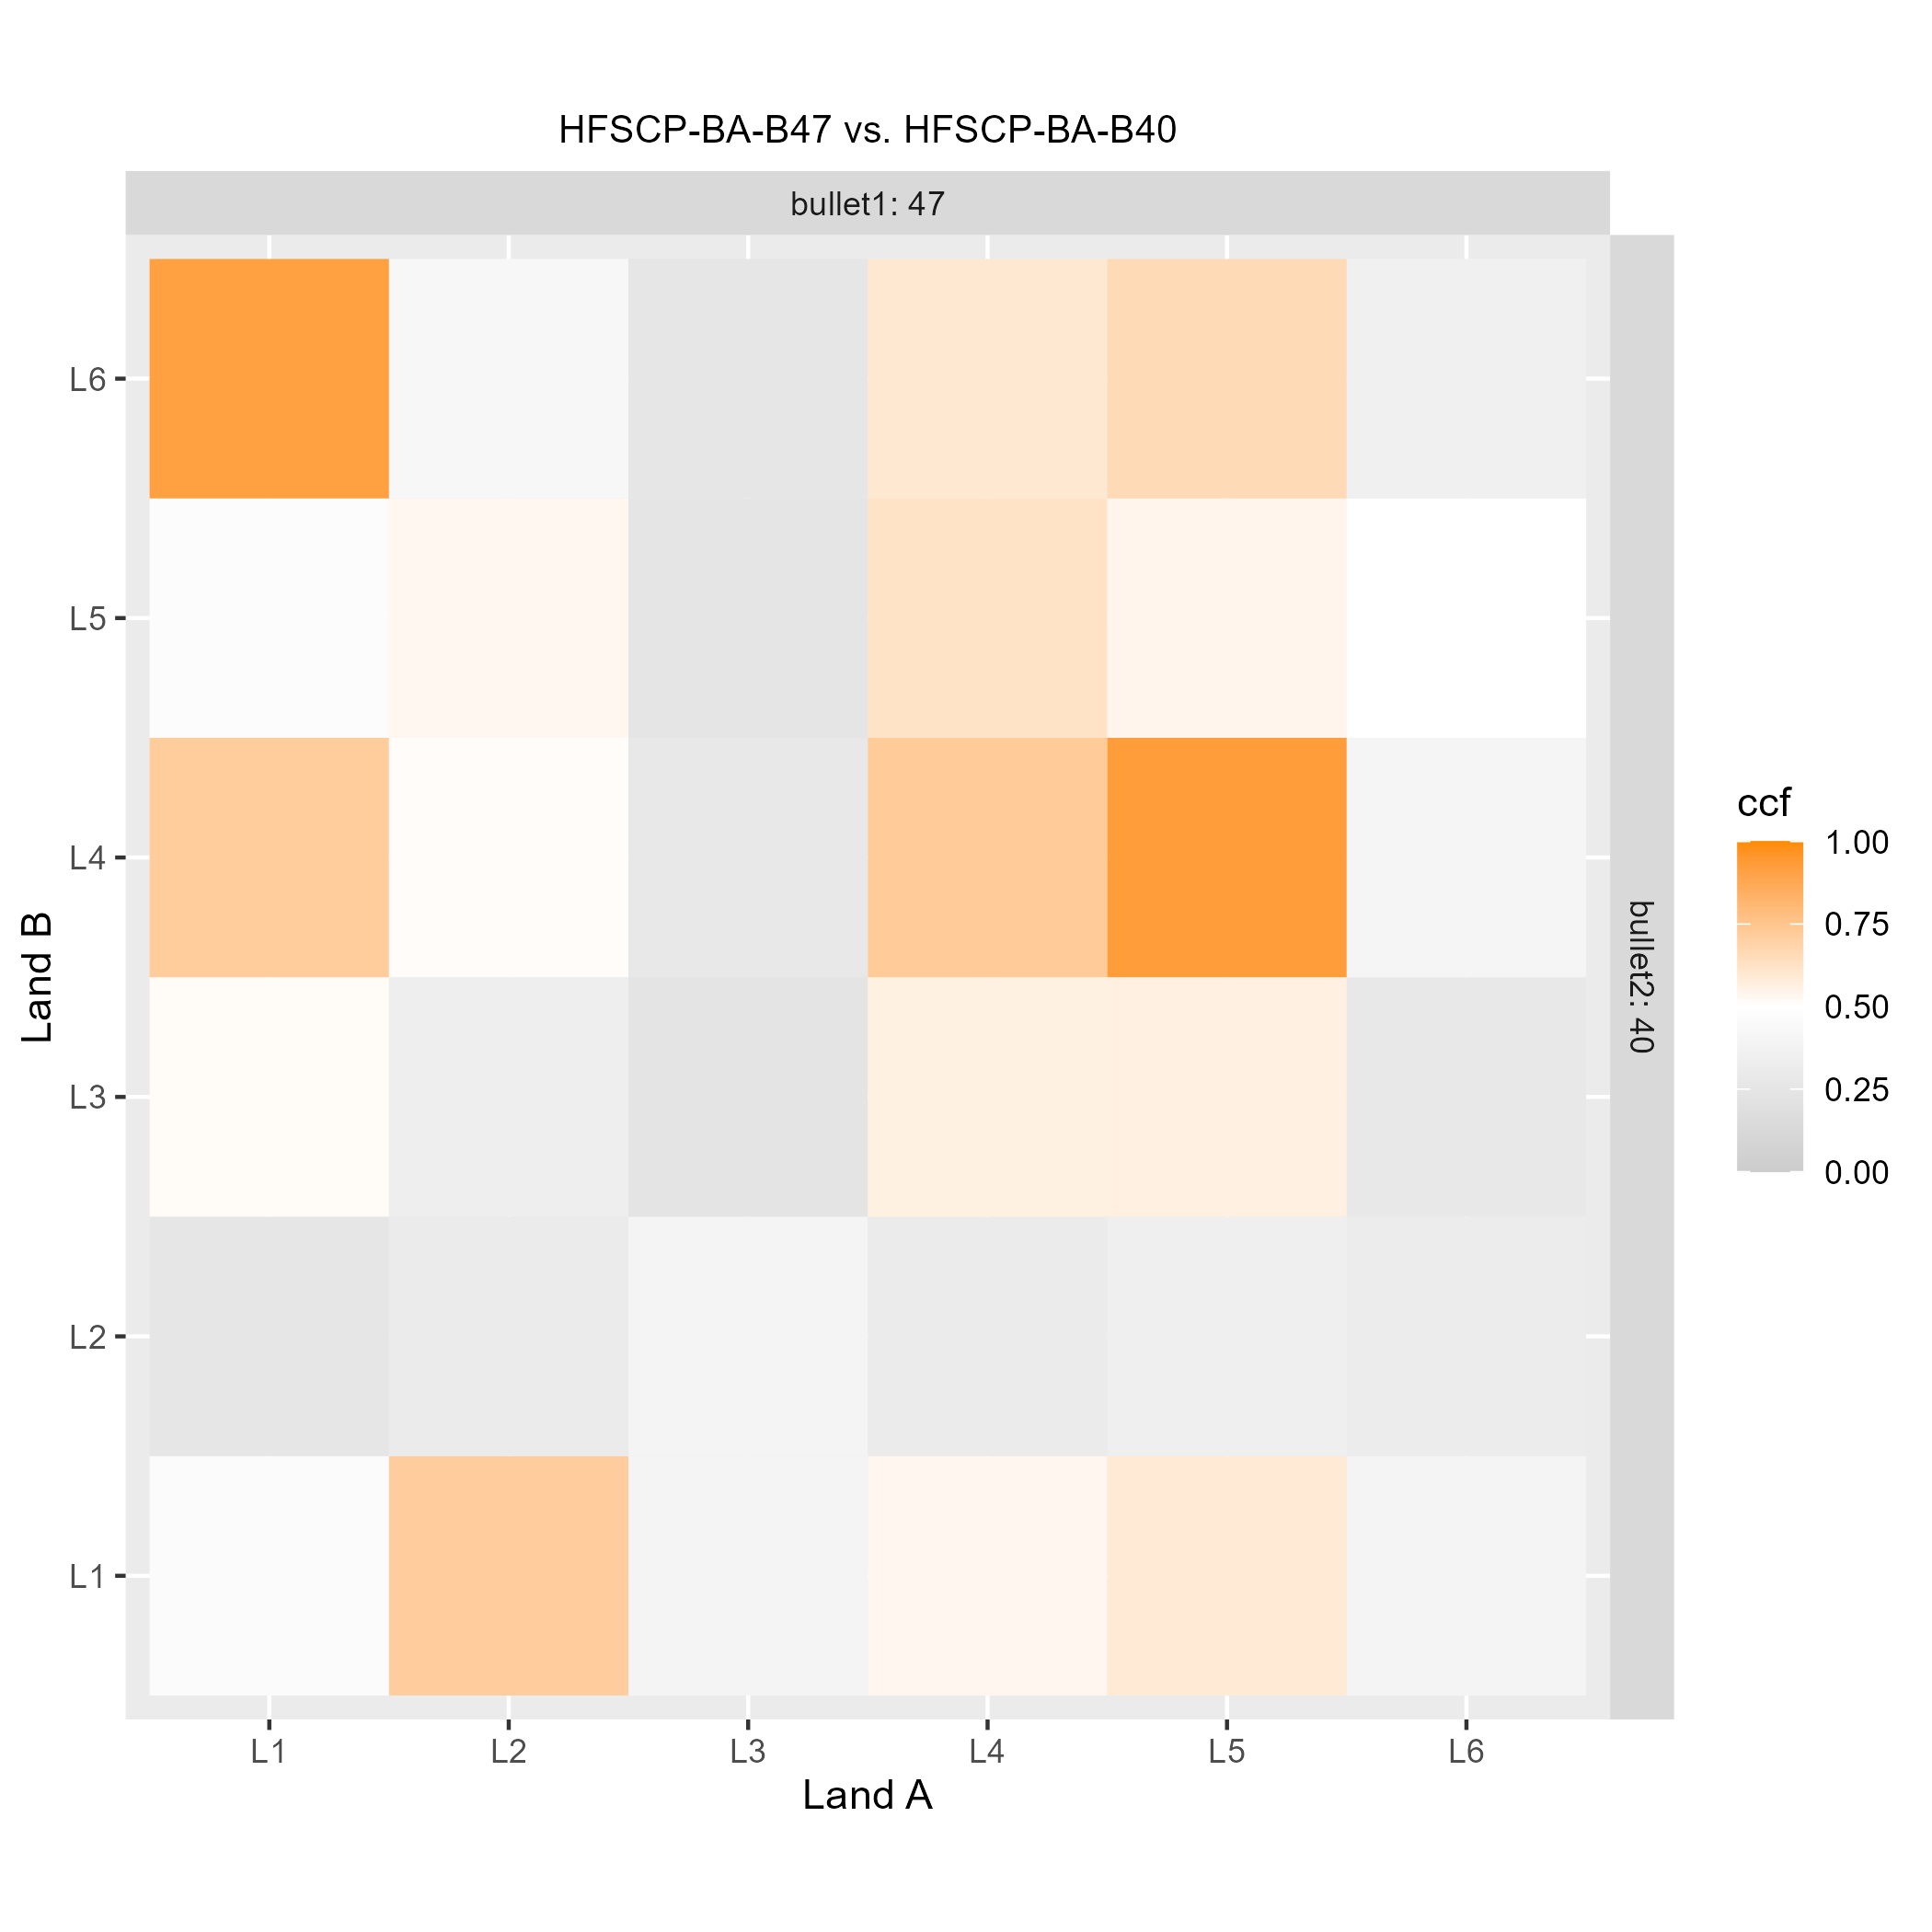 HFSCP-BA-B47 vs. HFSCP-BA-B40
bullet1: 47
L6
L5
L4
L3
L2
L1
Land B
bullet2: 40
ccf
1.00
0.75
0.50
0.25
0.00
L1
L2
L3
L4
L5
L6
Land A